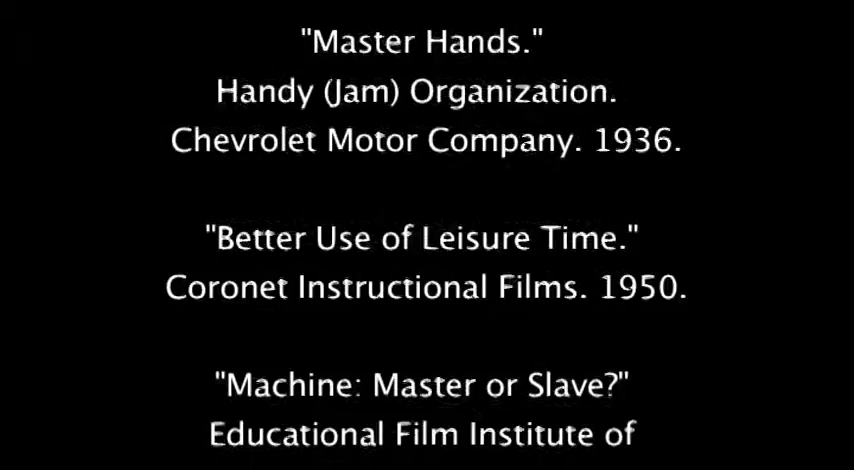 "Master Hands."
Handy (Jam) Organization.
Chevrolet Motor Company. 1936.
"Better Use of Leisure Time."
Coronet Instructional Films. 1950.
"Machine: Master or Slave?"
Educational Film Institute of